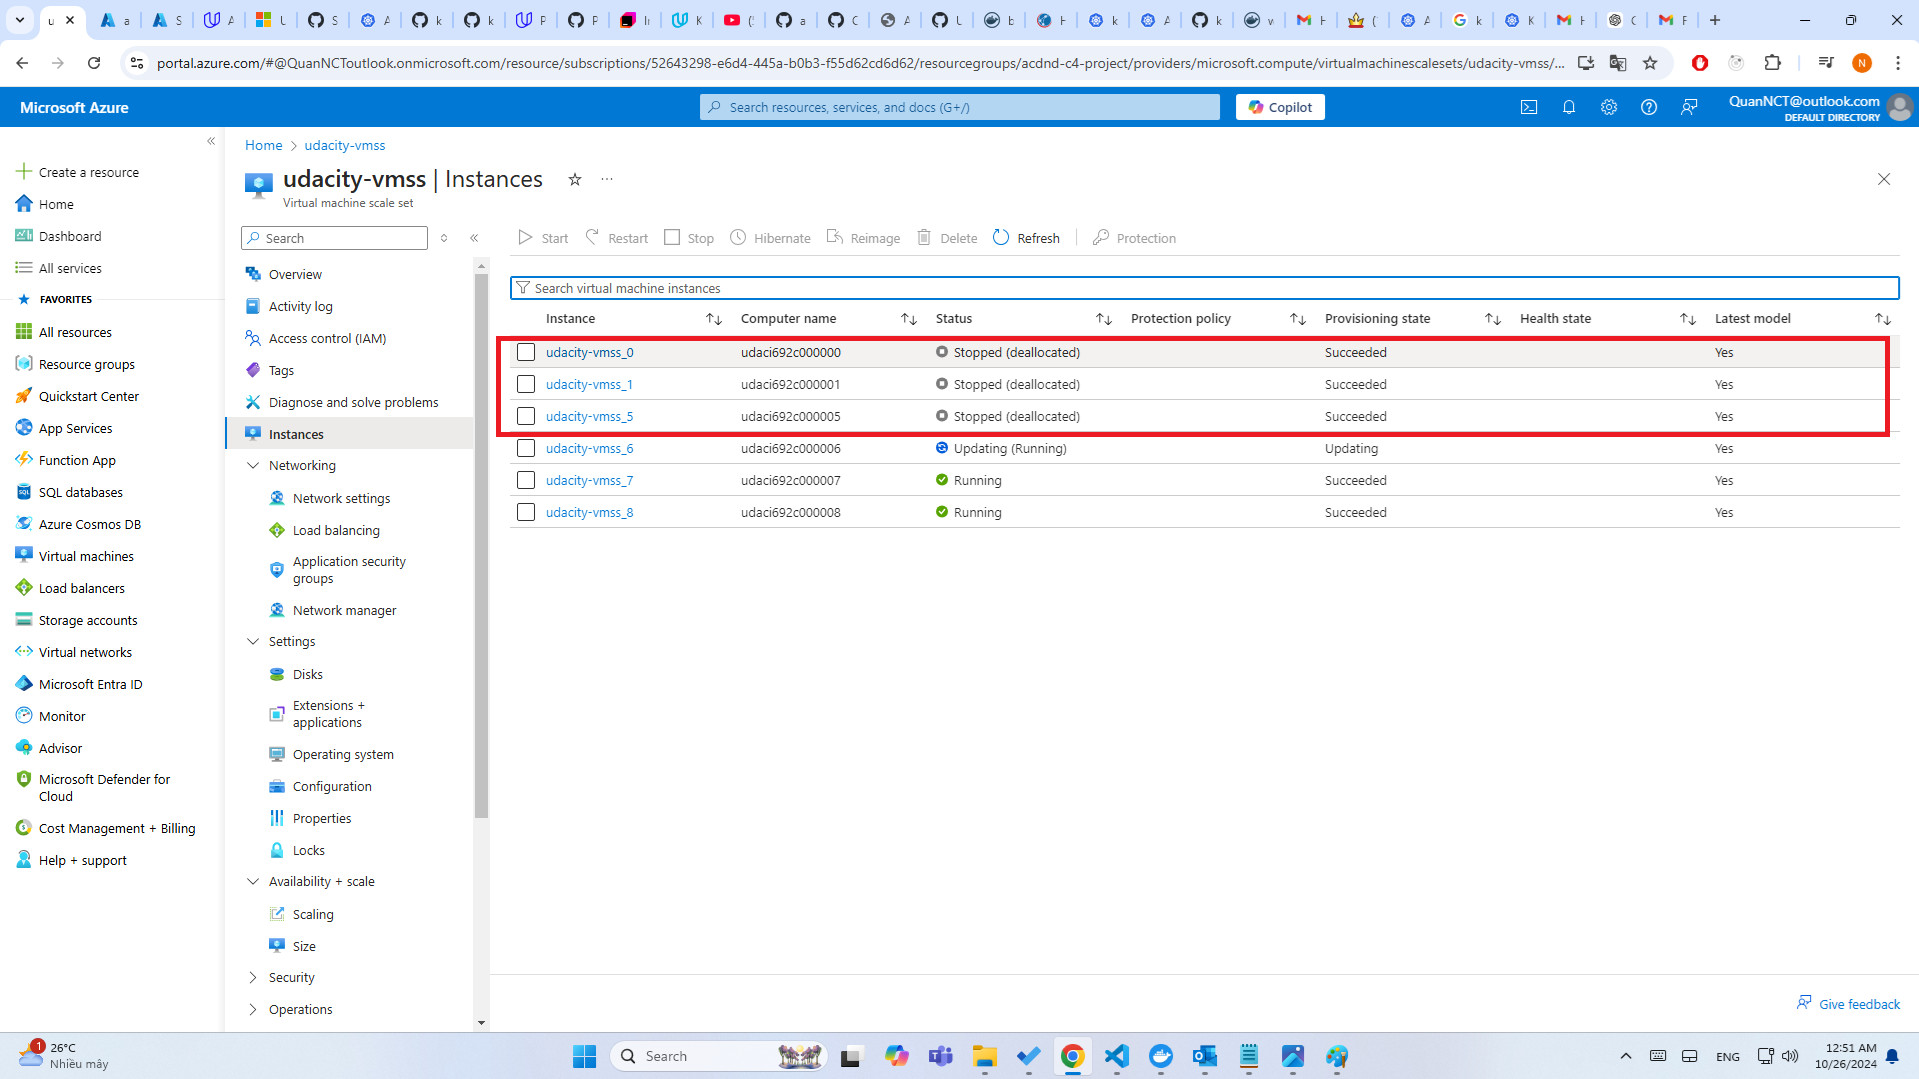 u
a
S
A
U
S
A
k
k
P
P
Ir
K
(
a
C
A
U
b
H
k
A
k
w
H
(
A
k
K
H
C
F
portal.azure.com/#@QuanNCToutlook.onmicrosoft.com/resource/subscriptions/52643298-e6d4-445a-b0b3-f55d62cd6d62/resourcegroups/acdnd-c4-project/providers/microsoft.compute/virtualmachinescalesets/udacity-vmss/...
N
Microsoft Azure
Search resources, services, and docs (G+/)
Copilot
QuanNCT@outlook.com
DEFAULT DIRECTORY
Create a resource
Home
Dashboard
All services
FAVORITES
All resources
Resource groups
Quickstart Center
App Services
Function App
SQL databases
Azure Cosmos DB
Virtual machines
Load balancers
Storage accounts
Virtual networks
Microsoft Entra ID
Monitor
Advisor
Microsoft Defender for
Cloud
Cost Management + Billing
Help + support
Home > udacity-vmss
udacity-vmss | Instances
Virtual machine scale set
Search
Overview
Activity log
Access control (IAM)
Tags
Diagnose and solve problems
Instances
Networking
Network settings
Load balancing
Application security
groups
Network manager
Settings
Disks
Extensions +
applications
Operating system
Configuration
Properties
Locks
Availability + scale
Scaling
Size
Security
Operations
Start Restart Stop Hibernate Reimage Delete Refresh Protection
Search virtual machine instances
Instance Computer name Status Protection policy Provisioning state Health state Latest model
udacity-vmss_0 udaci692c000000 Stopped (deallocated) Succeeded Yes
udacity-vmss_1 udaci692c000001 Stopped (deallocated) Succeeded Yes
udacity-vmss_5 udaci692c000005 Stopped (deallocated) Succeeded Yes
udacity-vmss_6 udaci692c000006 Updating (Running) Updating Yes
udacity-vmss_7 udaci692c000007 Running Succeeded Yes
udacity-vmss_8 udaci692c000008 Running Succeeded Yes
Give feedback
1
26°C
Nhiều mây
Search
ENG
12:51 AM
10/26/2024